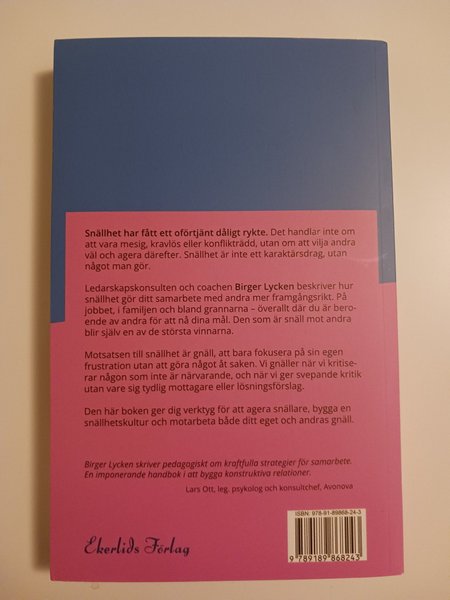 Snällhet har fått ett oförtjänt dåligt rykte. Det handlar inte om
att vara mesig, kravlös eller konflikträdd, utan om att vilja andra
väl och agera därefter. Snällhet är inte ett karaktärsdrag, utan
något man gör.
Ledarskapskonsulten och coachen Birger Lycken beskriver hur
snällhet gör ditt samarbete med andra mer framgångsrikt. På
jobbet, i familjen och bland grannarna – överallt där du är bero-
ende av andra för att nå dina mål. Den som är snäll mot andra
blir själv en av de största vinnarna.
Motsatsen till snällhet är gnäll, att bara fokusera på sin egen
frustration utan att göra något åt saken. Vi gnäller när vi kritise-
rar någon som inte är närvarande, och när vi ger svepande kritik
utan vare sig tydlig mottagare eller lösningsförslag.
Den här boken ger dig verktyg för att agera snällare, bygga en
snällhetskultur och motarbeta både ditt eget och andras gnäll.
Birger Lycken skriver pedagogiskt om kraftfulla strategier för samarbete.
En imponerande handbok i att bygga konstruktiva relationer.
Lars Ott, leg. psykolog och konsultchef, Avonova
ISBN: 978-91-89868-24-3
9 789189 868243
Ekerlids Förlag